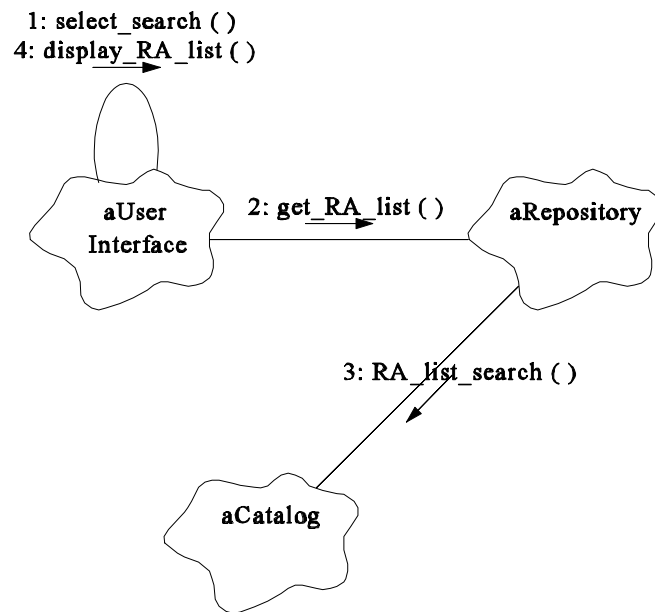 1: select_search ( )
4: display_RA_list ( )
aUser
Interface
2: get_RA_list ( )
aRepository
3: RA_list_search ( )
aCatalog